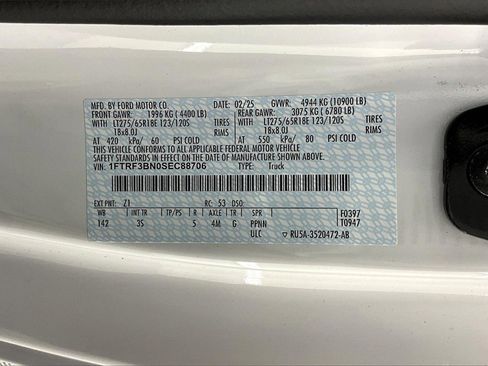 MFD. BY FORD MOTOR CO. 02/25 GVWR: 4944 KG (10900 LB)
FRONT GAWR: 1996 KG (4400 LB) REAR GAWR: 3075 KG (6780 LB)
WITH LT275/65R18E 123/120S TIRES WITH LT275/65R18E 123/120S TIRES
18x8.0J RIMS 18x8.0J RIMS
AT 420 kPa/ 60 PSI COLD AT 550 kPa/ 80 PSI COLD
THIS VEHICLE CONFORMS TO ALL APPLICABLE FEDERAL MOTOR VEHICLE
SAFETY STANDARDS IN EFFECT ON THE DATE OF MANUFACTURE SHOWN ABOVE.
VIN: 1FTRF3BN0SEC88706 TYPE: Truck
EXT PNT: Z1 RC: 53 DSO: F0397
WB INT TR TP/PS R AXLE TR SPR T0947
142 3S 5 4M G PPNN
ULC ▽ RU5A-3520472-AB